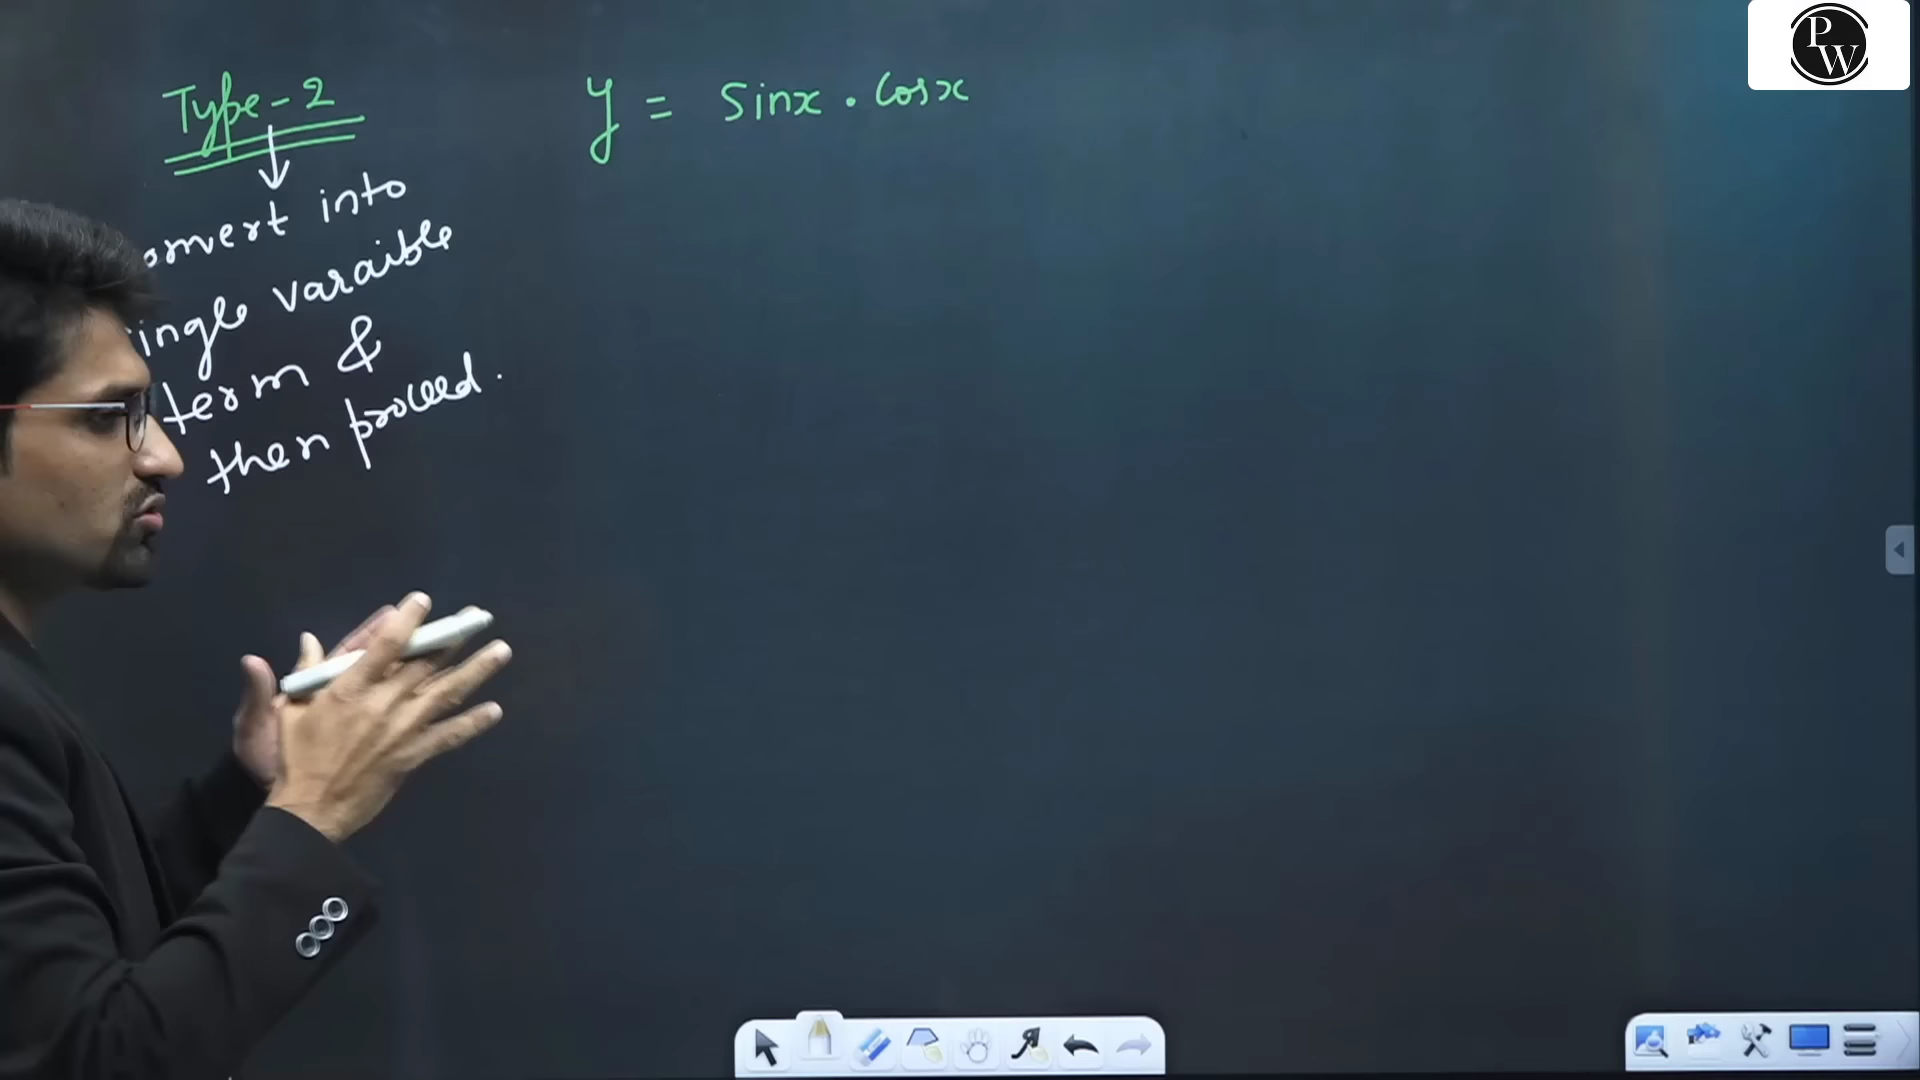 Type-2
y = Sinx . Cosx
onvert into
ingle varaible
term &
then proceed.
PW